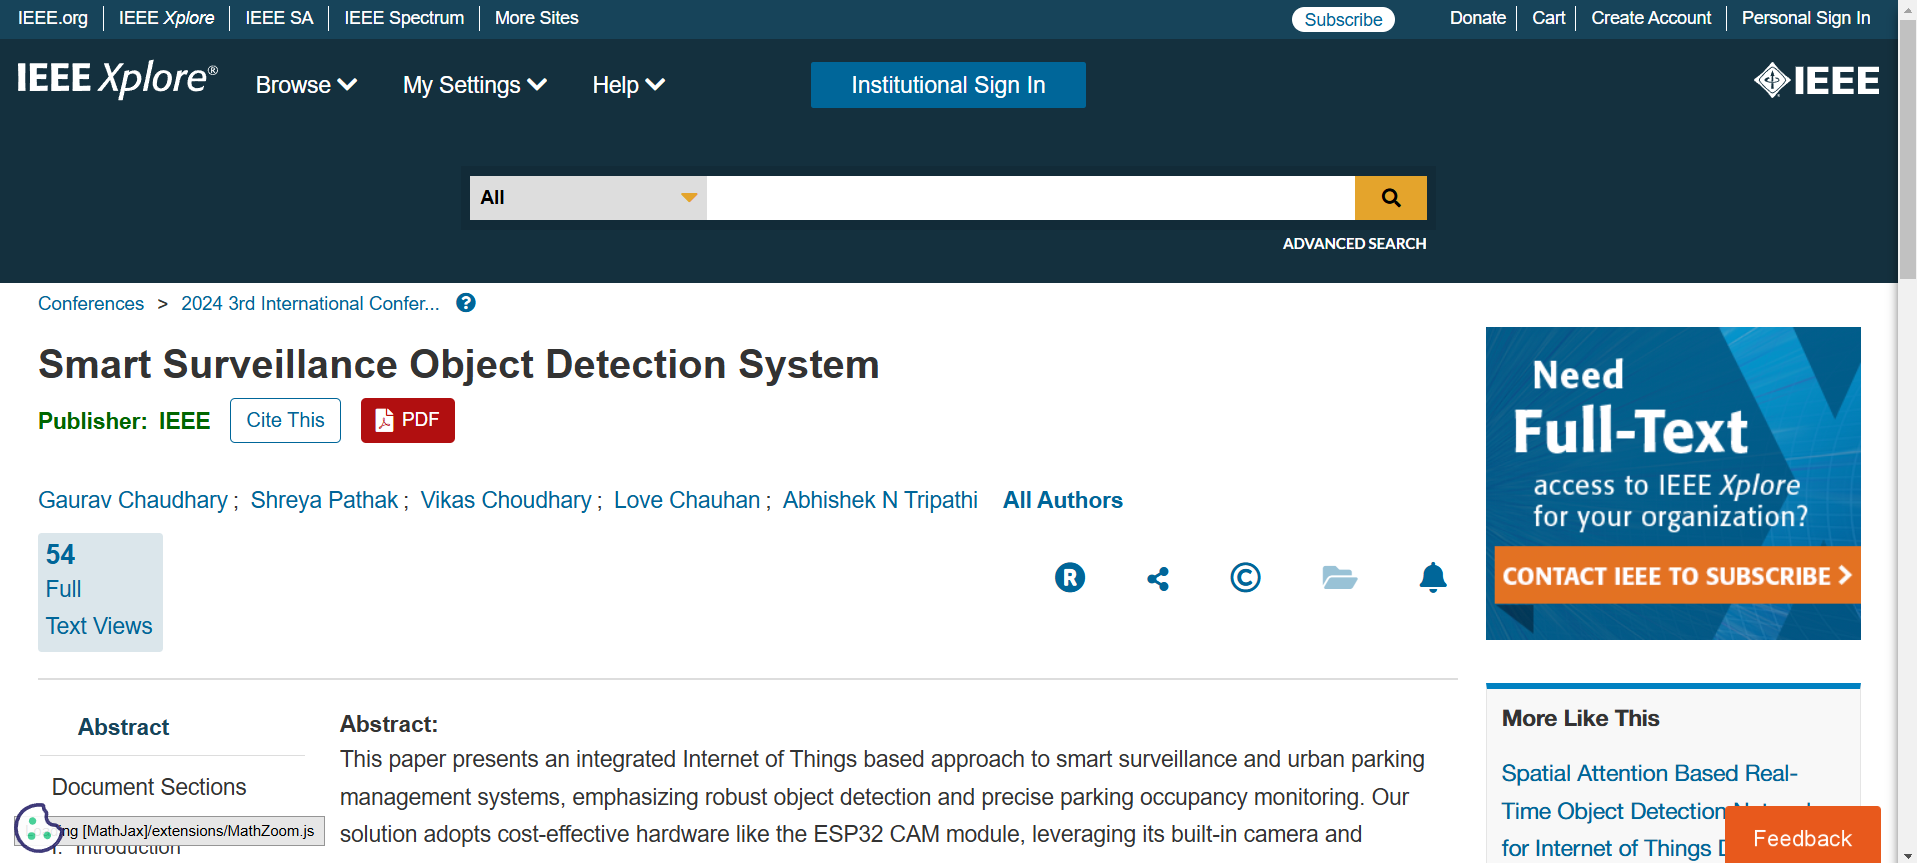 IEEE.org
IEEE Xplore
IEEE SA
IEEE Spectrum
More Sites
Subscribe
Donate
Cart
Create Account
Personal Sign In
IEEE Xplore®
Browse
My Settings
Help
Institutional Sign In
IEEE
All
ADVANCED SEARCH
Conferences > 2024 3rd International Confer... ?
Smart Surveillance Object Detection System
Publisher: IEEE
Cite This
PDF
Gaurav Chaudhary ; Shreya Pathak ; Vikas Choudhary ; Love Chauhan ; Abhishek N Tripathi
All Authors
54
Full
Text Views
R
©
Need
Full-Text
access to IEEE Xplore
for your organization?
CONTACT IEEE TO SUBSCRIBE >
Abstract
Document Sections
I. Introduction
[MathJax]/extensions/MathZoom.js
Abstract:
This paper presents an integrated Internet of Things based approach to smart surveillance and urban parking
management systems, emphasizing robust object detection and precise parking occupancy monitoring. Our
solution adopts cost-effective hardware like the ESP32 CAM module, leveraging its built-in camera and
More Like This
Spatial Attention Based Real-
Time Object Detection
for Internet of Things
Feedback